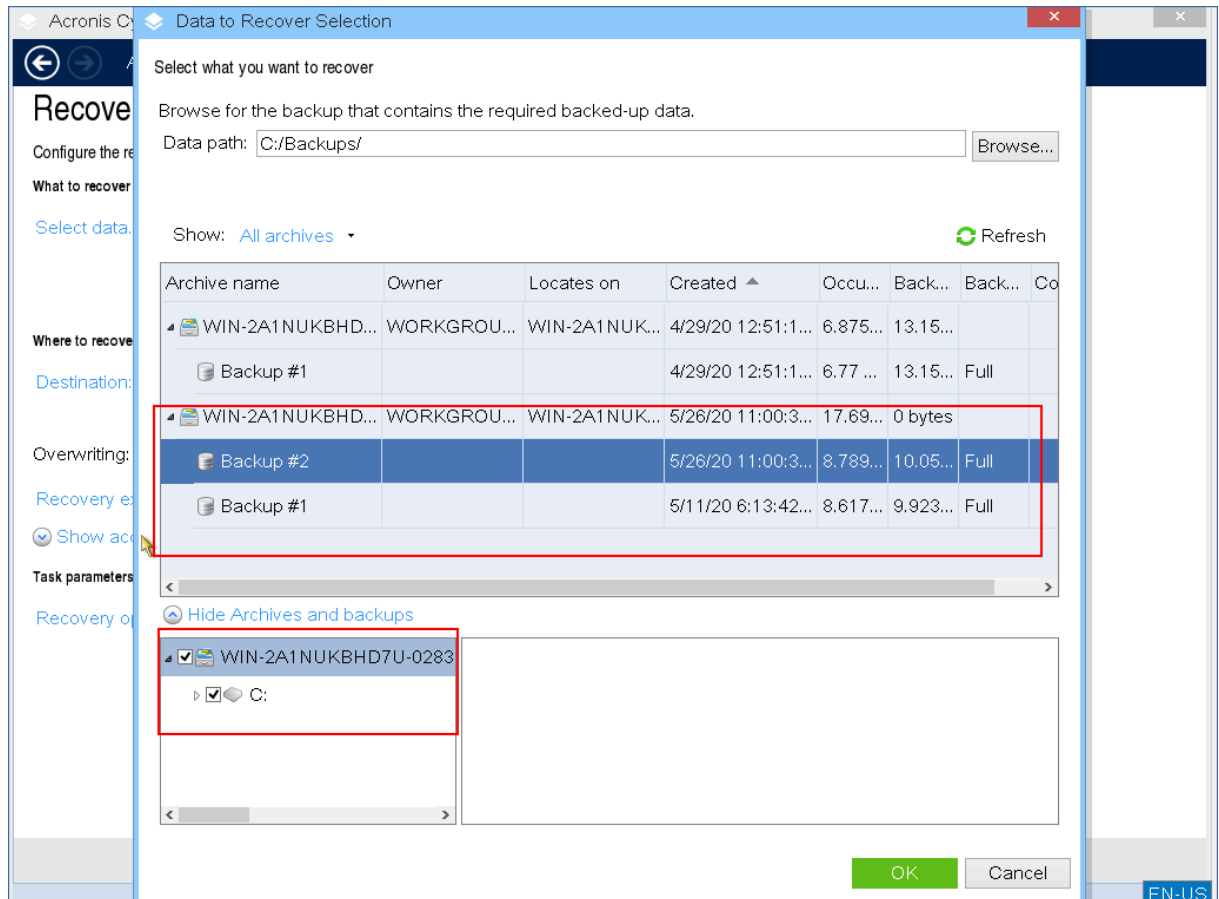 Acronis Cy
Data to Recover Selection
Select what you want to recover
Recove
Browse for the backup that contains the required backed-up data.
Configure the re
Data path: C:/Backups/ Browse...
What to recover
Select data.
Show: All archives Refresh
Archive name Owner Locates on Created Occu... Back... Back... Co
WIN-2A1NUKBHD... WORKGROU... WIN-2A1NUK... 4/29/20 12:51:1... 6.875... 13.15...
Where to recove
Backup #1 4/29/20 12:51:1... 6.77 ... 13.15... Full
Destination:
WIN-2A1NUKBHD... WORKGROU... WIN-2A1NUK... 5/26/20 11:00:3... 17.69... 0 bytes
Overwriting:
Backup #2 5/26/20 11:00:3... 8.789... 10.05... Full
Recovery ex
Backup #1 5/11/20 6:13:42... 8.617... 9.923... Full
Show acc
Task parameters
Recovery op
Hide Archives and backups
WIN-2A1NUKBHD7U-0283
C:
OK Cancel
EN-US